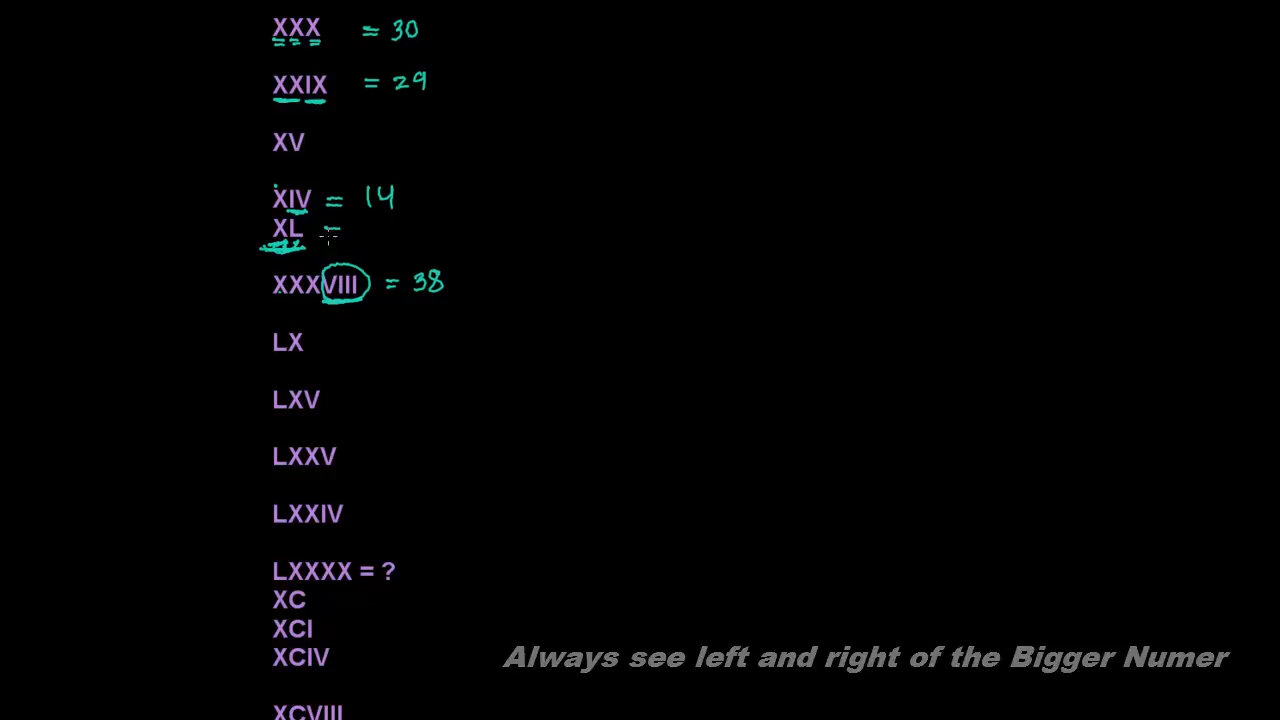 XXX = 30
XXIX = 29
XV
XIV = 14
XL =
XXXVIII = 38
LX
LXV
LXXV
LXXIV
LXXXX = ?
XC
XCI
XCIV
Always see left and right of the Bigger Numer
XCVIII